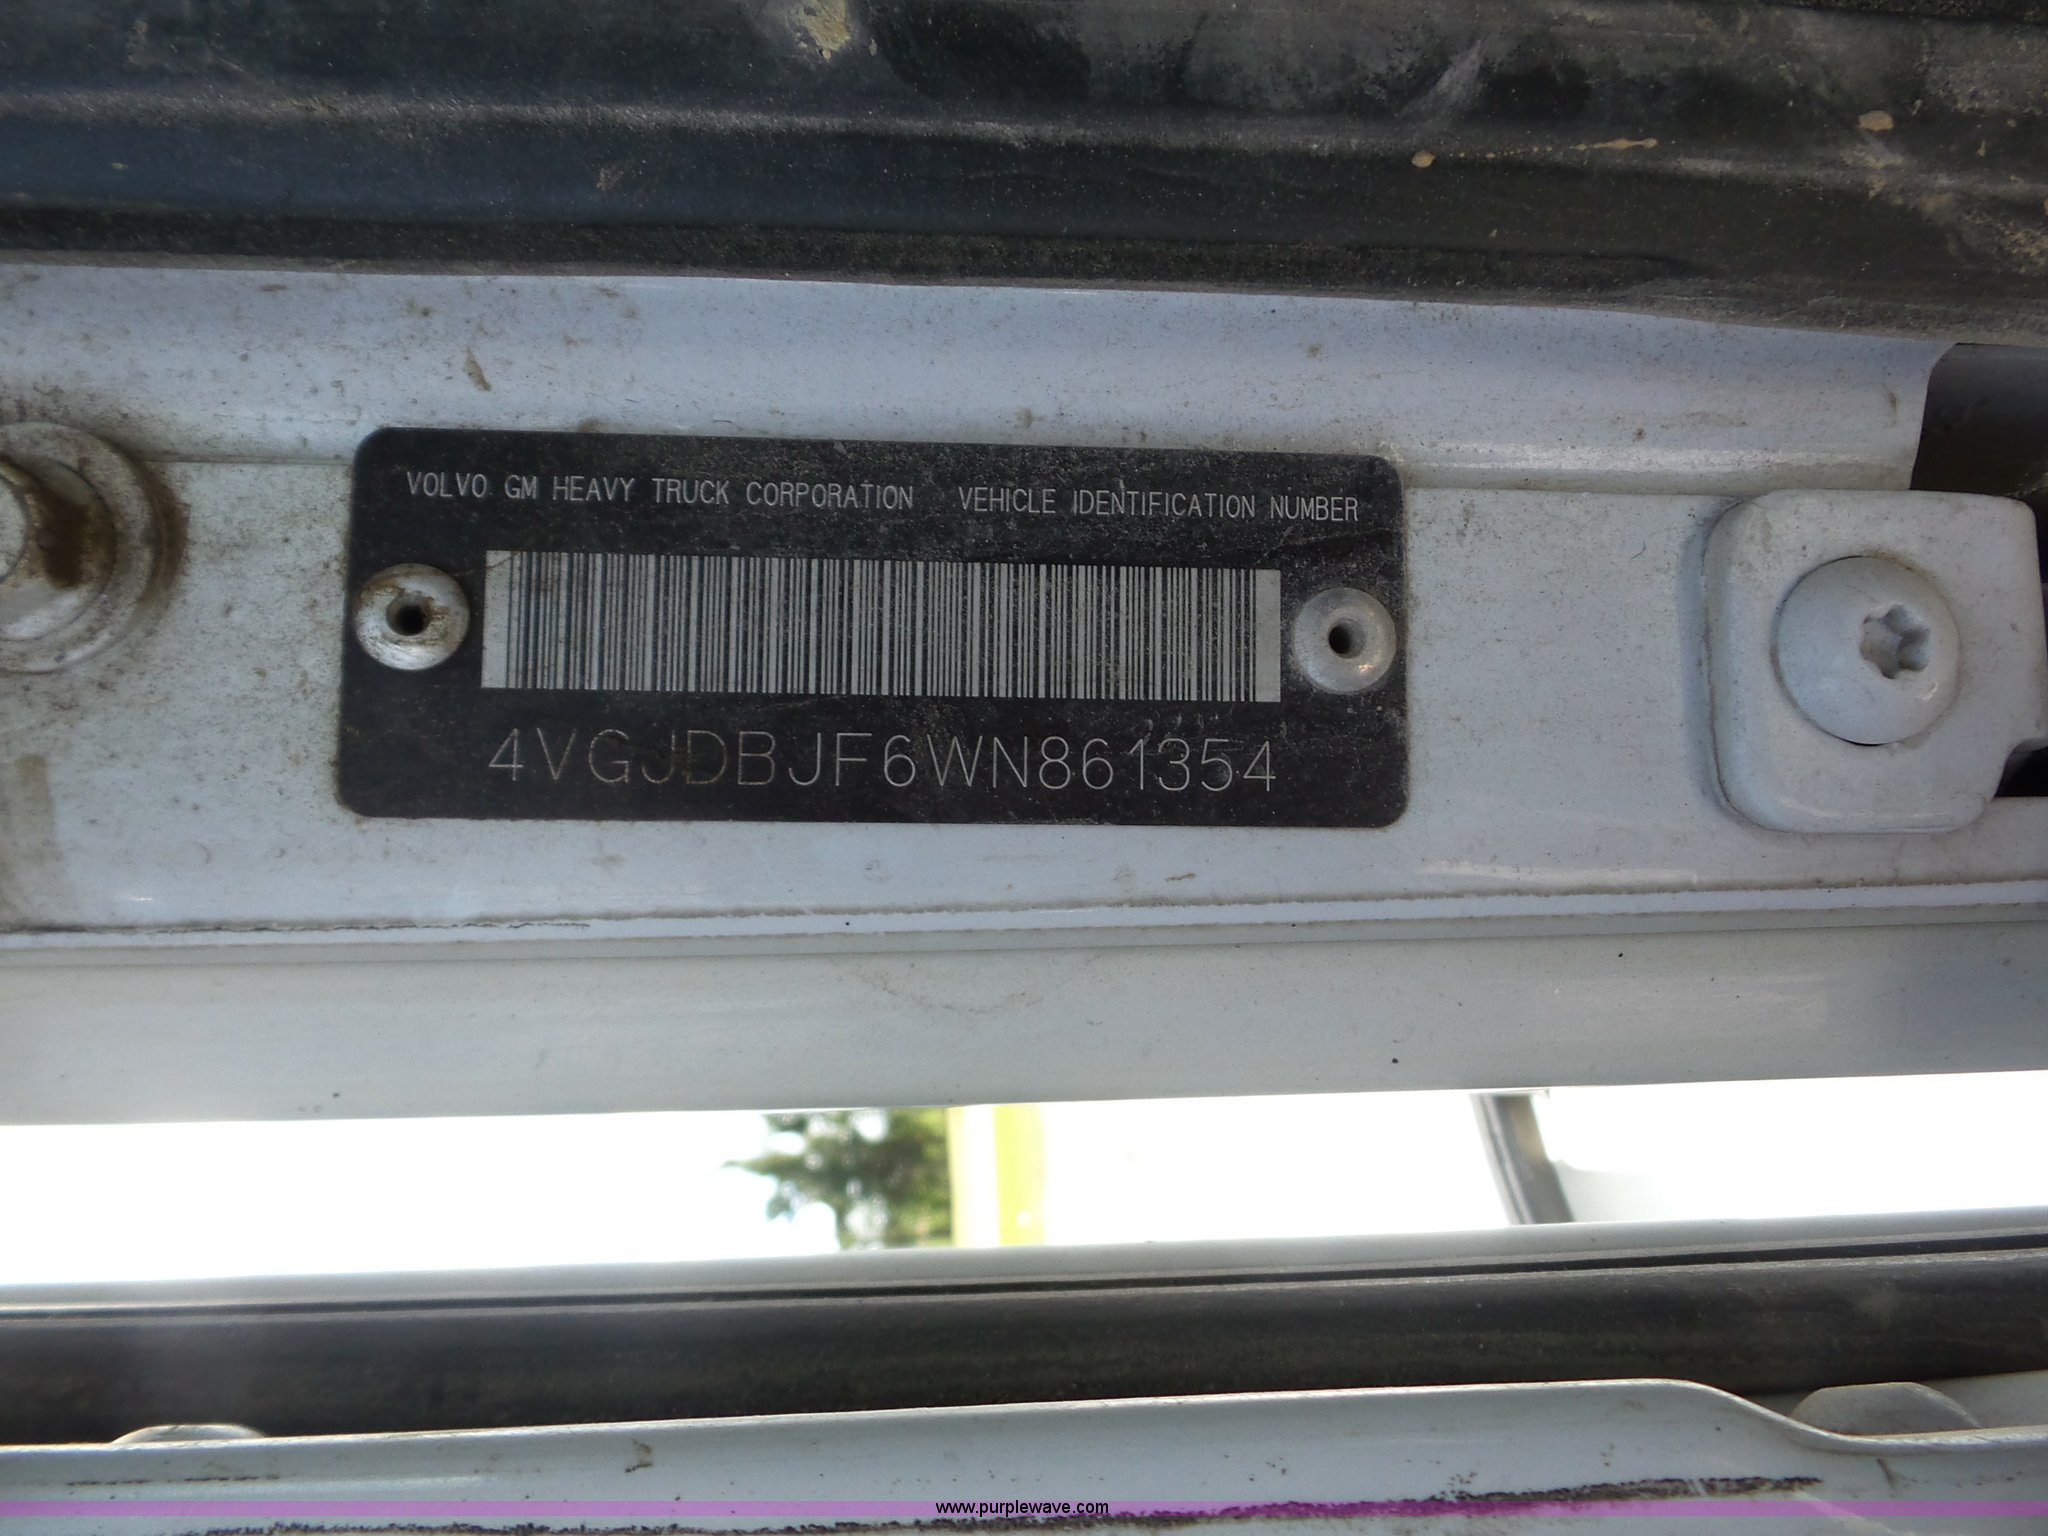 VOLVO GM HEAVY TRUCK CORPORATION VEHICLE IDENTIFICATION NUMBER
4VGJDBJF6WN861354
www.purplewave.com